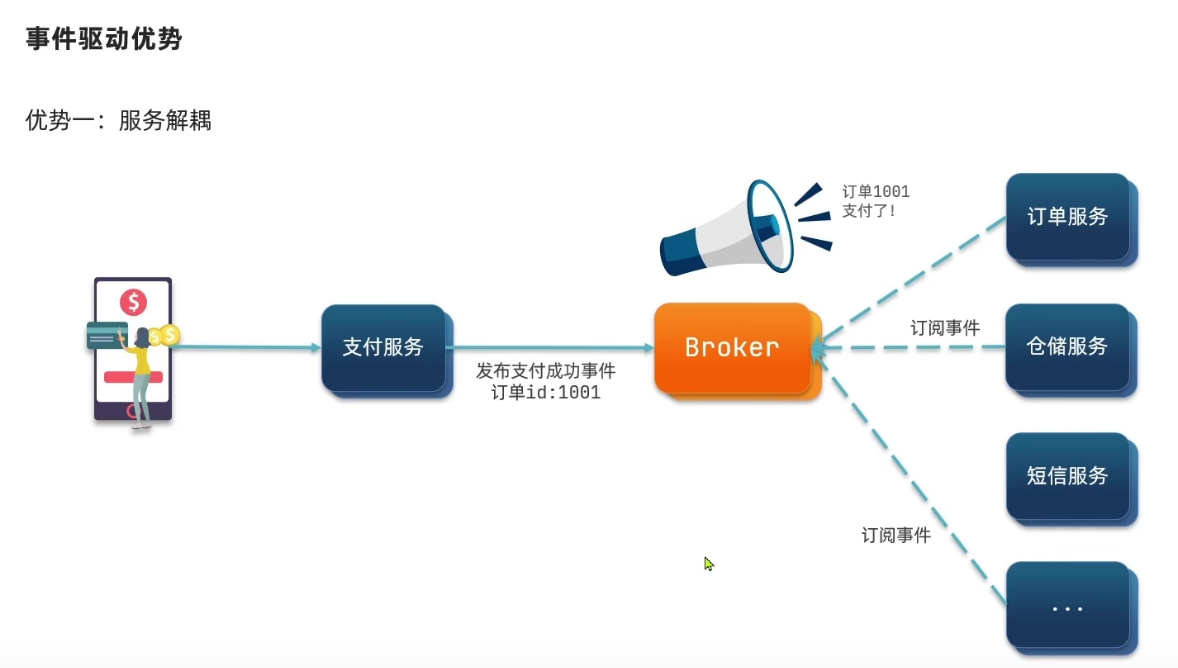 事件驱动优势
优势一：服务解耦
订单1001
支付了!
订单服务
支付服务
发布支付成功事件
订单id:1001
Broker
订阅事件
仓储服务
短信服务
订阅事件
...
$
$
$